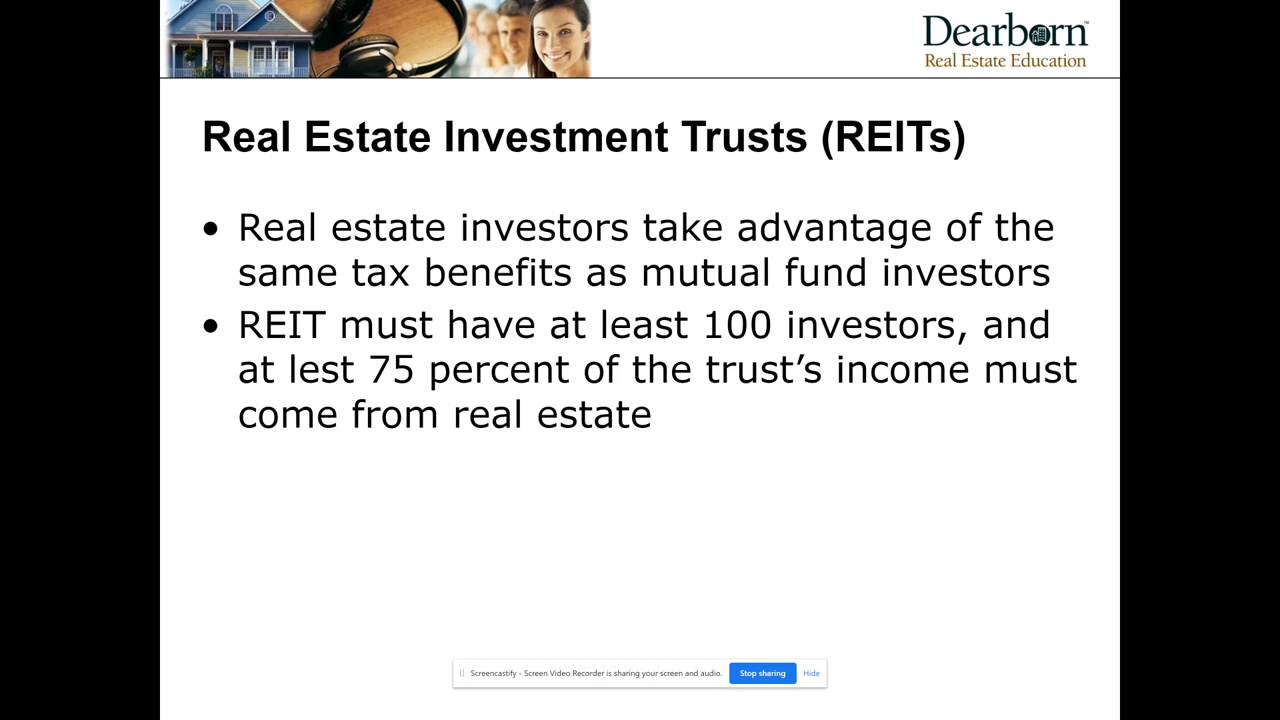 Dearborn™
Real Estate Education
Real Estate Investment Trusts (REITs)
• Real estate investors take advantage of the
same tax benefits as mutual fund investors
• REIT must have at least 100 investors, and
at lest 75 percent of the trust’s income must
come from real estate
Screencastify - Screen Video Recorder is sharing your screen and audio. Stop sharing Hide